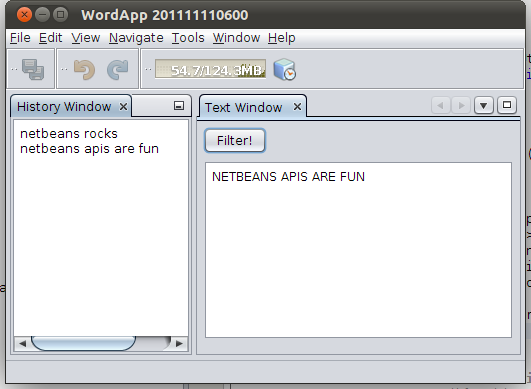 WordApp 201111110600
File Edit View Navigate Tools Window Help
54.7/124.3MB
History Window
Text Window
netbeans rocks
netbeans apis are fun
Filter!
NETBEANS APIS ARE FUN